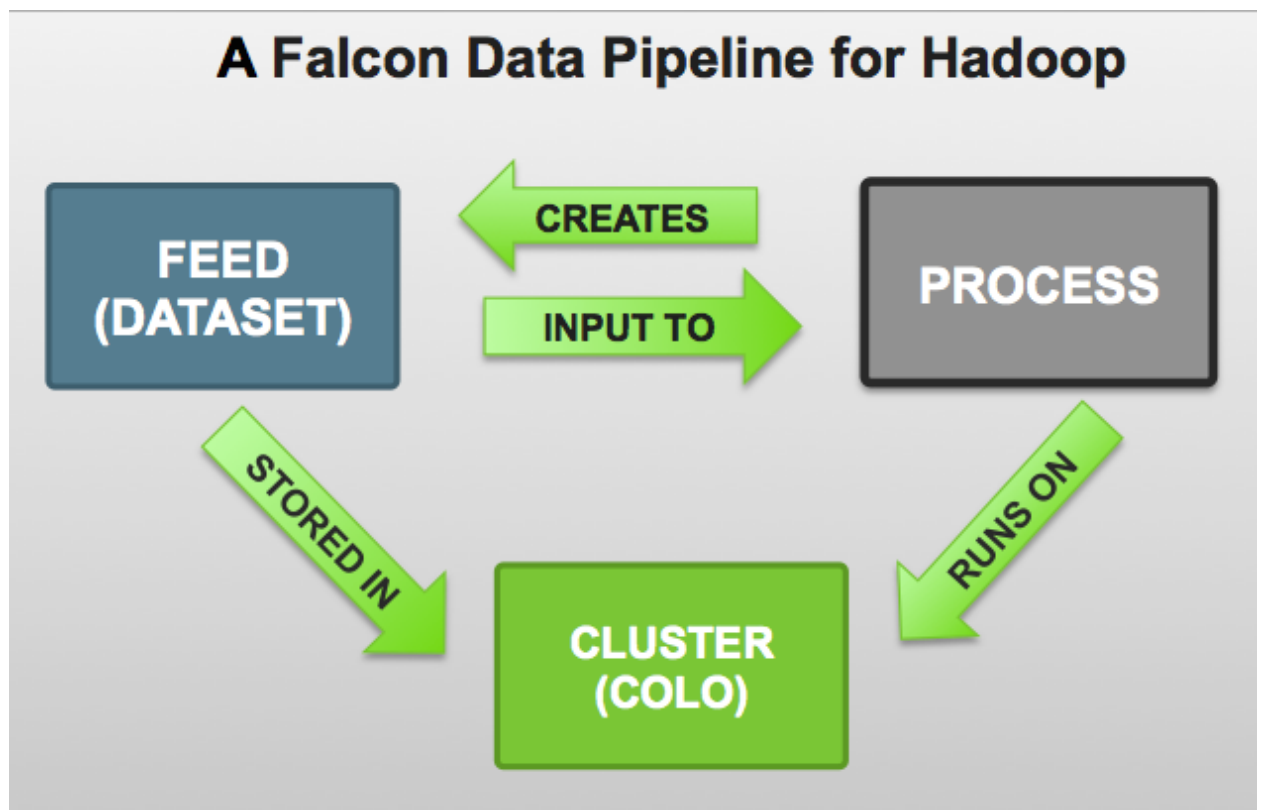 A Falcon Data Pipeline for Hadoop
FEED
(DATASET)
CREATES
INPUT TO
PROCESS
STORED IN
RUNS ON
CLUSTER
(COLO)